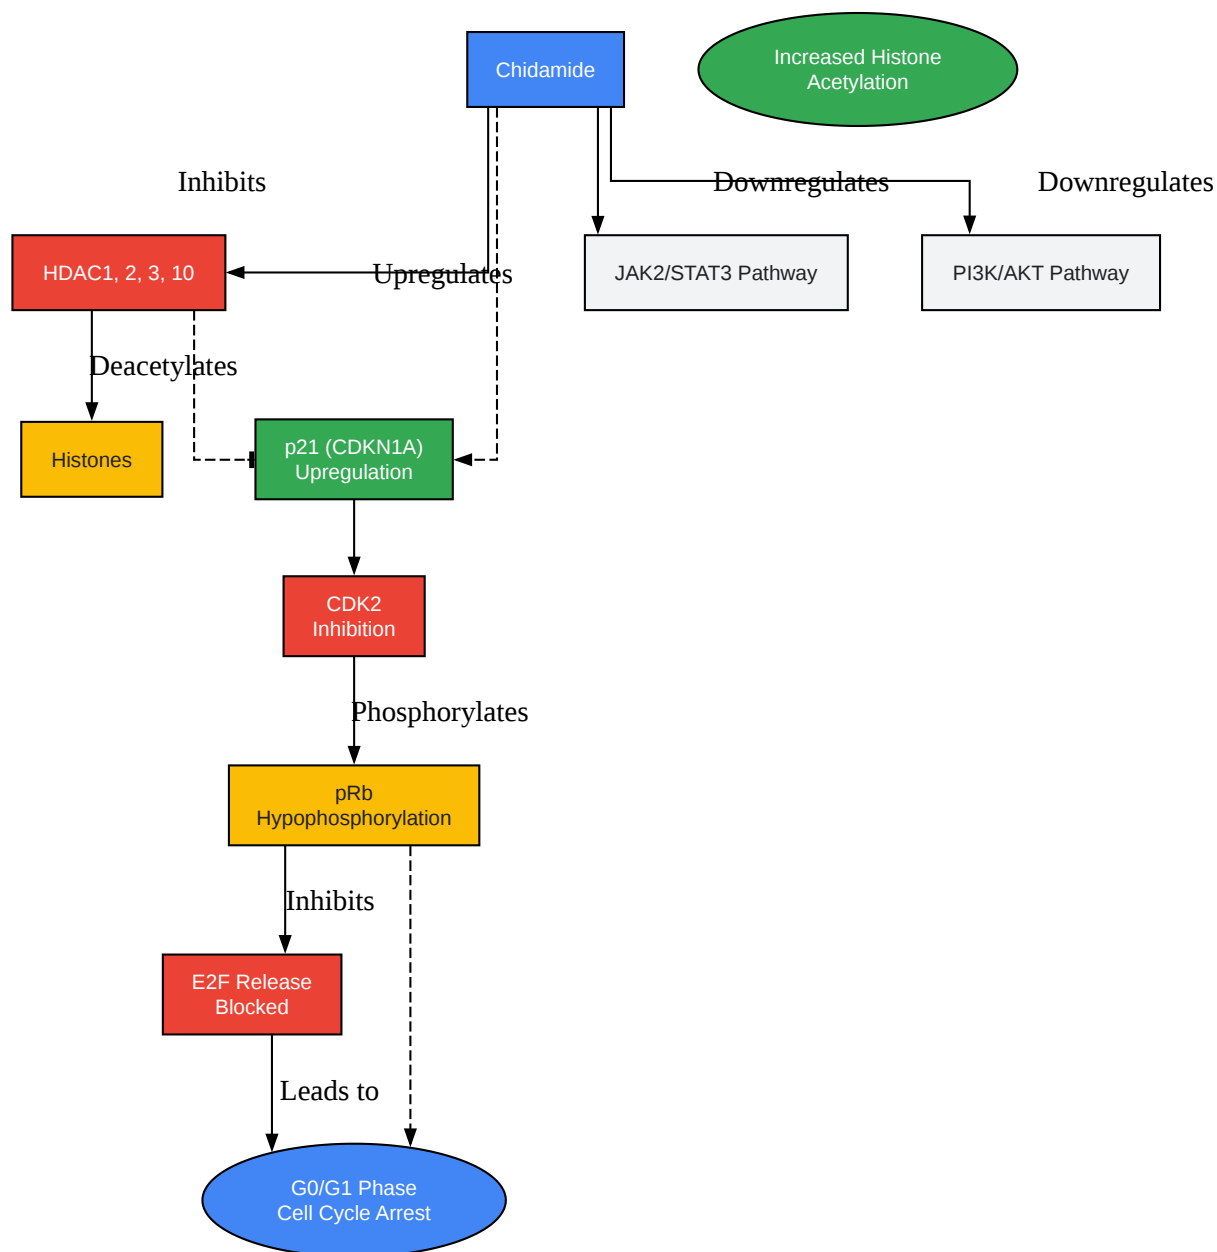 Chidamide
Increased Histone
Acetylation
Inhibits
Downregulates
Downregulates
HDAC1, 2, 3, 10
Upregulates
JAK2/STAT3 Pathway
PI3K/AKT Pathway
Deacetylates
Histones
p21 (CDKN1A)
Upregulation
CDK2
Inhibition
Phosphorylates
pRb
Hypophosphorylation
Inhibits
E2F Release
Blocked
Leads to
G0/G1 Phase
Cell Cycle Arrest